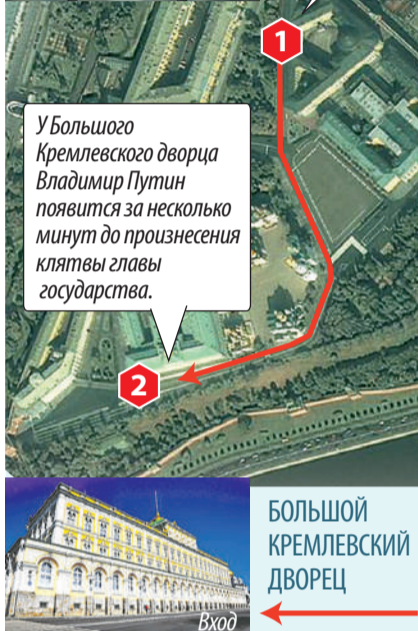 1
У Большого
Кремлевского дворца
Владимир Путин
появится за несколько
минут до произнесения
клятвы главы
государства.
2
БОЛЬШОЙ
КРЕМЛЕВСКИЙ
ДВОРЕЦ
Вход